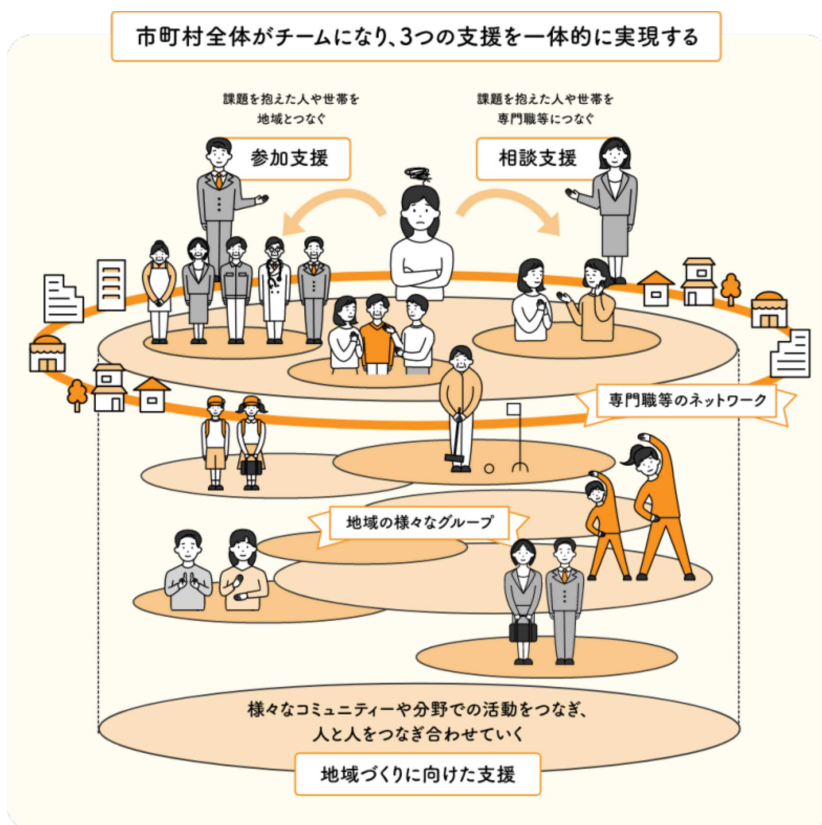 市町村全体がチームになり、3つの支援を一体的に実現する
課題を抱えた人や世帯を
地域とつなぐ
参加支援
課題を抱えた人や世帯を
専門職等につなぐ
相談支援
専門職等のネットワーク
地域の様々なグループ
様々なコミュニティーや分野での活動をつなぎ、
人と人をつなぎ合わせていく
地域づくりに向けた支援